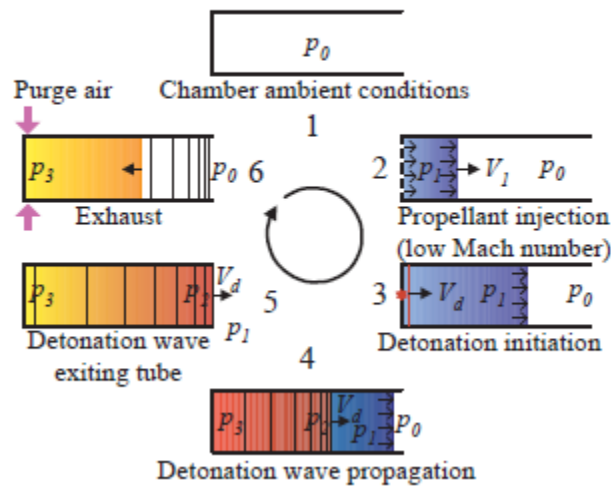 p0
Chamber ambient conditions
1
Purge air
p3
p0
6
Exhaust
2
p1
V1
p0
Propellant injection
(low Mach number)
3
Vd
p1
p0
Detonation initiation
p3
p2
Vd
p1
5
Detonation wave
exiting tube
4
p3
p2
Vd
p1
p0
Detonation wave propagation